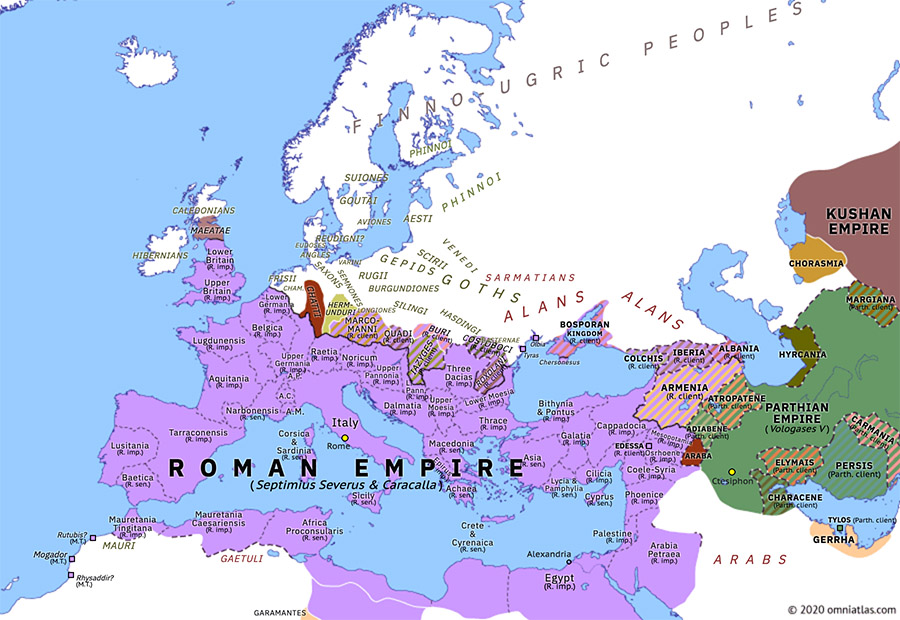 FINNO-UGRIC PEOPLES
PHINNOI
SUIONES
GOUTAI
PHINNOI
AVIONES
AESTI
CALEDONIANS
MAEATAE
HIBERNIANS
REUDIGNI?
EUDOSES
ANGLES
VARINI
SAXONS
SEMNONES
FRISII
CHAM.
CHATTI
HERM-
UNDURI
RUGII
BURGUNDIONES
GEPIDS
SCIRII
VENEDI
GOTHS
SARMATIANS
ALANS
ALANS
SILINGI
HASDINGI
KUSHAN
EMPIRE
CHORASMIA
MARGIANA
(Parth. client)
HYRCANIA
Lower
Britain
(R. imp.)
Upper
Britain
(R. imp.)
Lower
Germania
(R. imp.)
Belgica
(R. imp.)
Lugdunensis
(R. imp.)
Upper
Germania
(R. imp.)
A.P.
A.C.
A.M.
Aquitania
(R. imp.)
Narbonensis
(R. sen.)
Raetia
(R. imp.)
Noricum
(R. imp.)
MARCO-
MANNI
(R. client)
QUADI
(R. client)
BURI
(R. client)
IAZYGES
(R. client)
COSTOBOCI
(R. client)
ROXOLANI
Upper
Pannonia
(R. imp.)
Dalmatia
(R. imp.)
Upper
Moesia
(R. imp.)
Three
Dacias
(R. imp.)
Lower Moesia
(R. imp.)
Thrace
(R. imp.)
Macedonia
(R. sen.)
Epirus
Achaea
(R. sen.)
Olbia
Tyras
Chersonesus
BOSPORAN
KINGDOM
(R. client)
COLCHIS
(R. client)
IBERIA
(R. client)
ALBANIA
(R. client)
ARMENIA
(R. client)
ATROPATENE
(Parth. client)
ADIABENE
(Parth. client)
ARABA
PARTHIAN
EMPIRE
(Vologases V)
Ctesiphon
ELYMAIS
(Parth. client)
CHARACENE
(Parth. client)
PERSIS
(Parth. client)
CARMANIA
(Parth. client)
TYLOS (Parth. client)
GERRHA
ARABS
Bithynia
& Pontus
(R. imp.)
Galatia
(R. imp.)
Cappadocia
(R. imp.)
EDESSA
(R. client)
Osrhoene
(R. imp.)
Mesopotamia
(R. imp.)
Asia
(R. sen.)
Lycia &
Pamphylia
(R. sen.)
Cilicia
(R. imp.)
Cyprus
(R. sen.)
Coele-Syria
(R. imp.)
Phoenice
(R. imp.)
Palestine
(R. imp.)
Arabia
Petraea
(R. imp.)
Alexandria
Egypt
(R. imp.)
Crete &
Cyrenaica
(R. sen.)
Italy
Rome
Corsica
&
Sardinia
(R. sen.)
Sicily
(R. sen.)
ROMAN EMPIRE
(Septimius Severus & Caracalla)
Tarraconensis
(R. imp.)
Lusitania
(R. imp.)
Baetica
(R. sen.)
Mauretania
Tingitana
(R. imp.)
Mauretania
Caesariensis
(R. imp.)
Africa
Proconsularis
(R. sen.)
Rutubis?
(M.T.)
Mogador
(M.T.)
Rhysaddir?
(M.T.)
MAURI
GAETULI
GARAMANTES
© 2020 omniatlas.com